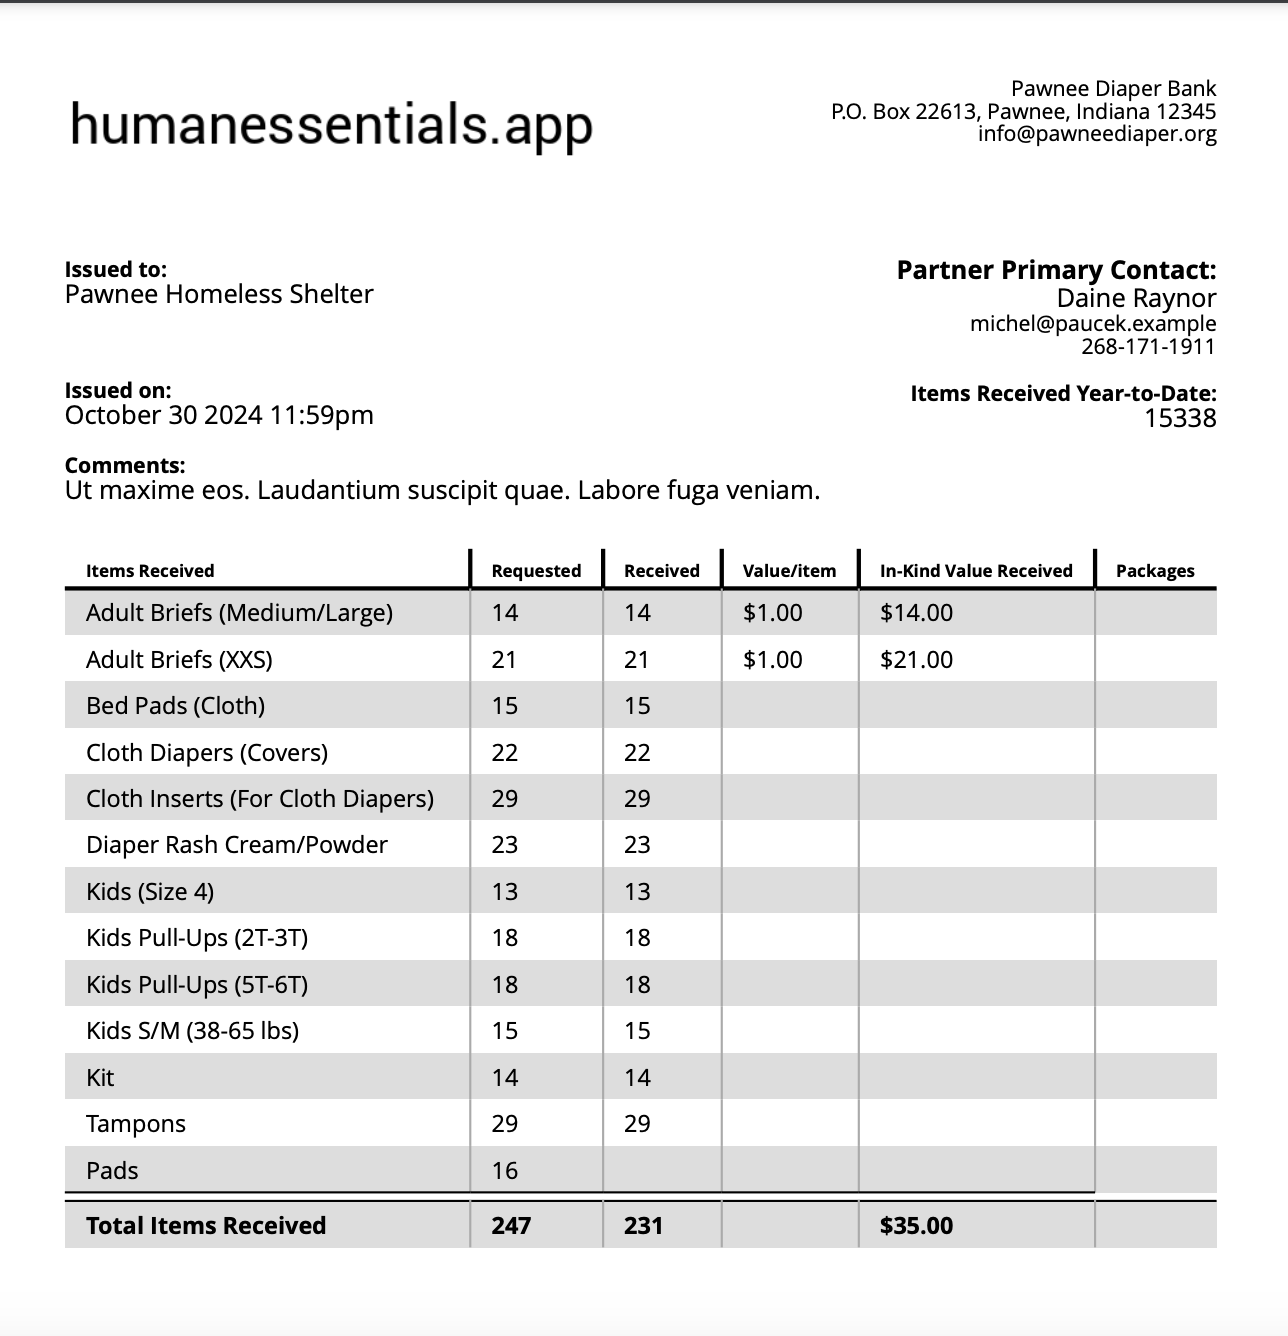 humanessentials.app
Pawnee Diaper Bank
P.O. Box 22613, Pawnee, Indiana 12345
info@pawneediaper.org
Issued to:
Pawnee Homeless Shelter
Partner Primary Contact:
Daine Raynor
michel@paucek.example
268-171-1911
Issued on:
October 30 2024 11:59pm
Items Received Year-to-Date:
15338
Comments:
Ut maxime eos. Laudantium suscipit quae. Labore fuga veniam.
Items Received Requested Received Value/item In-Kind Value Received Packages
Adult Briefs (Medium/Large) 14 14 $1.00 $14.00
Adult Briefs (XXS) 21 21 $1.00 $21.00
Bed Pads (Cloth) 15 15
Cloth Diapers (Covers) 22 22
Cloth Inserts (For Cloth Diapers) 29 29
Diaper Rash Cream/Powder 23 23
Kids (Size 4) 13 13
Kids Pull-Ups (2T-3T) 18 18
Kids Pull-Ups (5T-6T) 18 18
Kids S/M (38-65 lbs) 15 15
Kit 14 14
Tampons 29 29
Pads 16
Total Items Received 247 231 $35.00